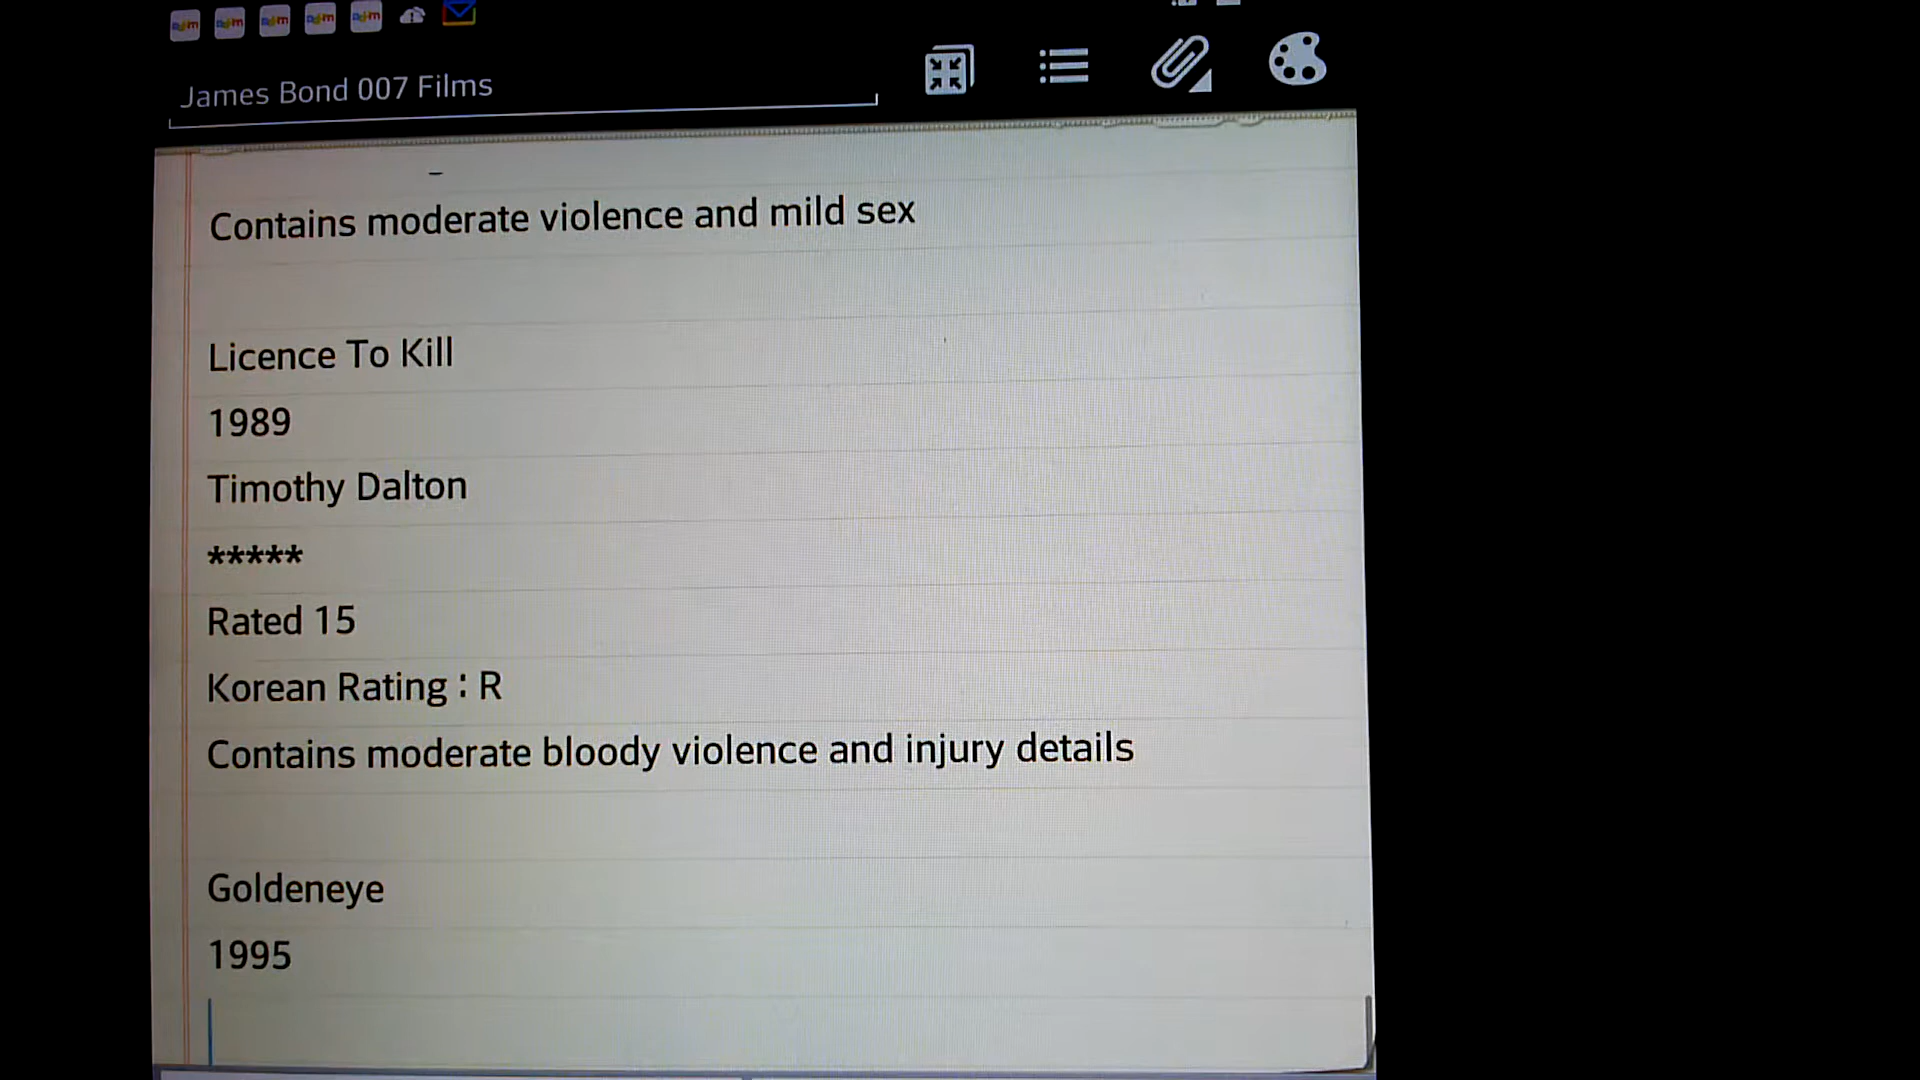 James Bond 007 Films
Contains moderate violence and mild sex
Licence To Kill
1989
Timothy Dalton
*****
Rated 15
Korean Rating : R
Contains moderate bloody violence and injury details
Goldeneye
1995